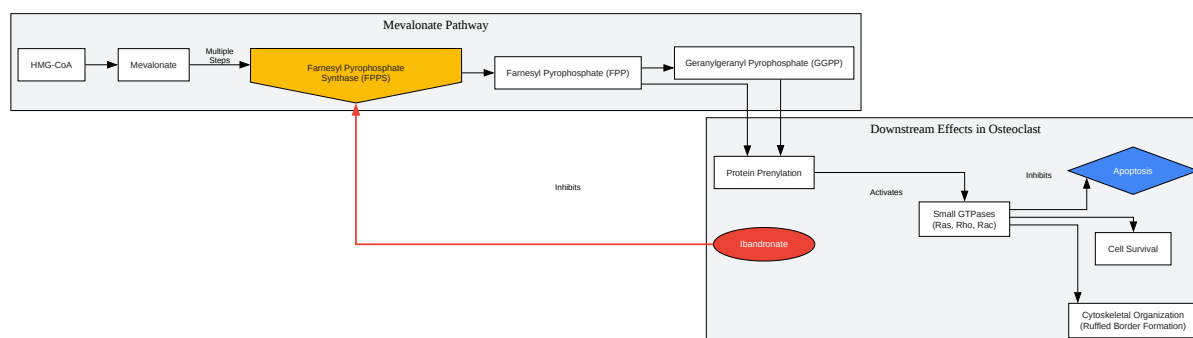 Mevalonate Pathway
HMG-CoA
Mevalonate
Multiple
Steps
Farnesyl Pyrophosphate
Synthase (FPPS)
Farnesyl Pyrophosphate (FPP)
Geranylgeranyl Pyrophosphate (GGPP)
Downstream Effects in Osteoclast
Protein Prenylation
Activates
Small GTPases
(Ras, Rho, Rac)
Inhibits
Apoptosis
Cell Survival
Cytoskeletal Organization
(Ruffled Border Formation)
Ibandronate
Inhibits